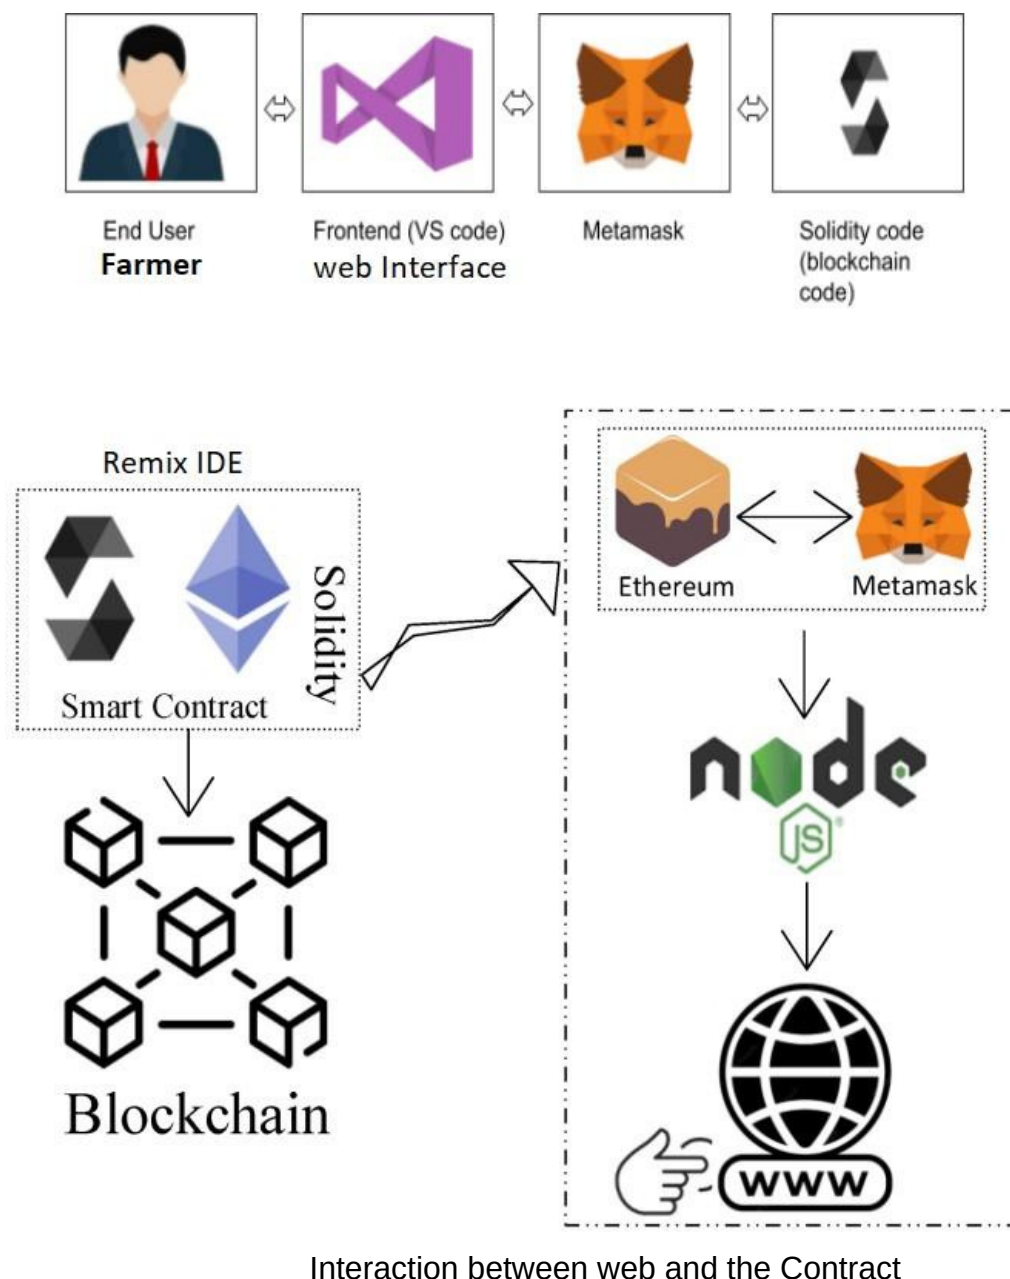 End User
Farmer
Frontend (VS code)
web Interface
Metamask
Solidity code
(blockchain
code)
Remix IDE
Solidity
Smart Contract
Ethereum
Metamask
node
JS
®
Blockchain
WWW
Interaction between web and the Contract